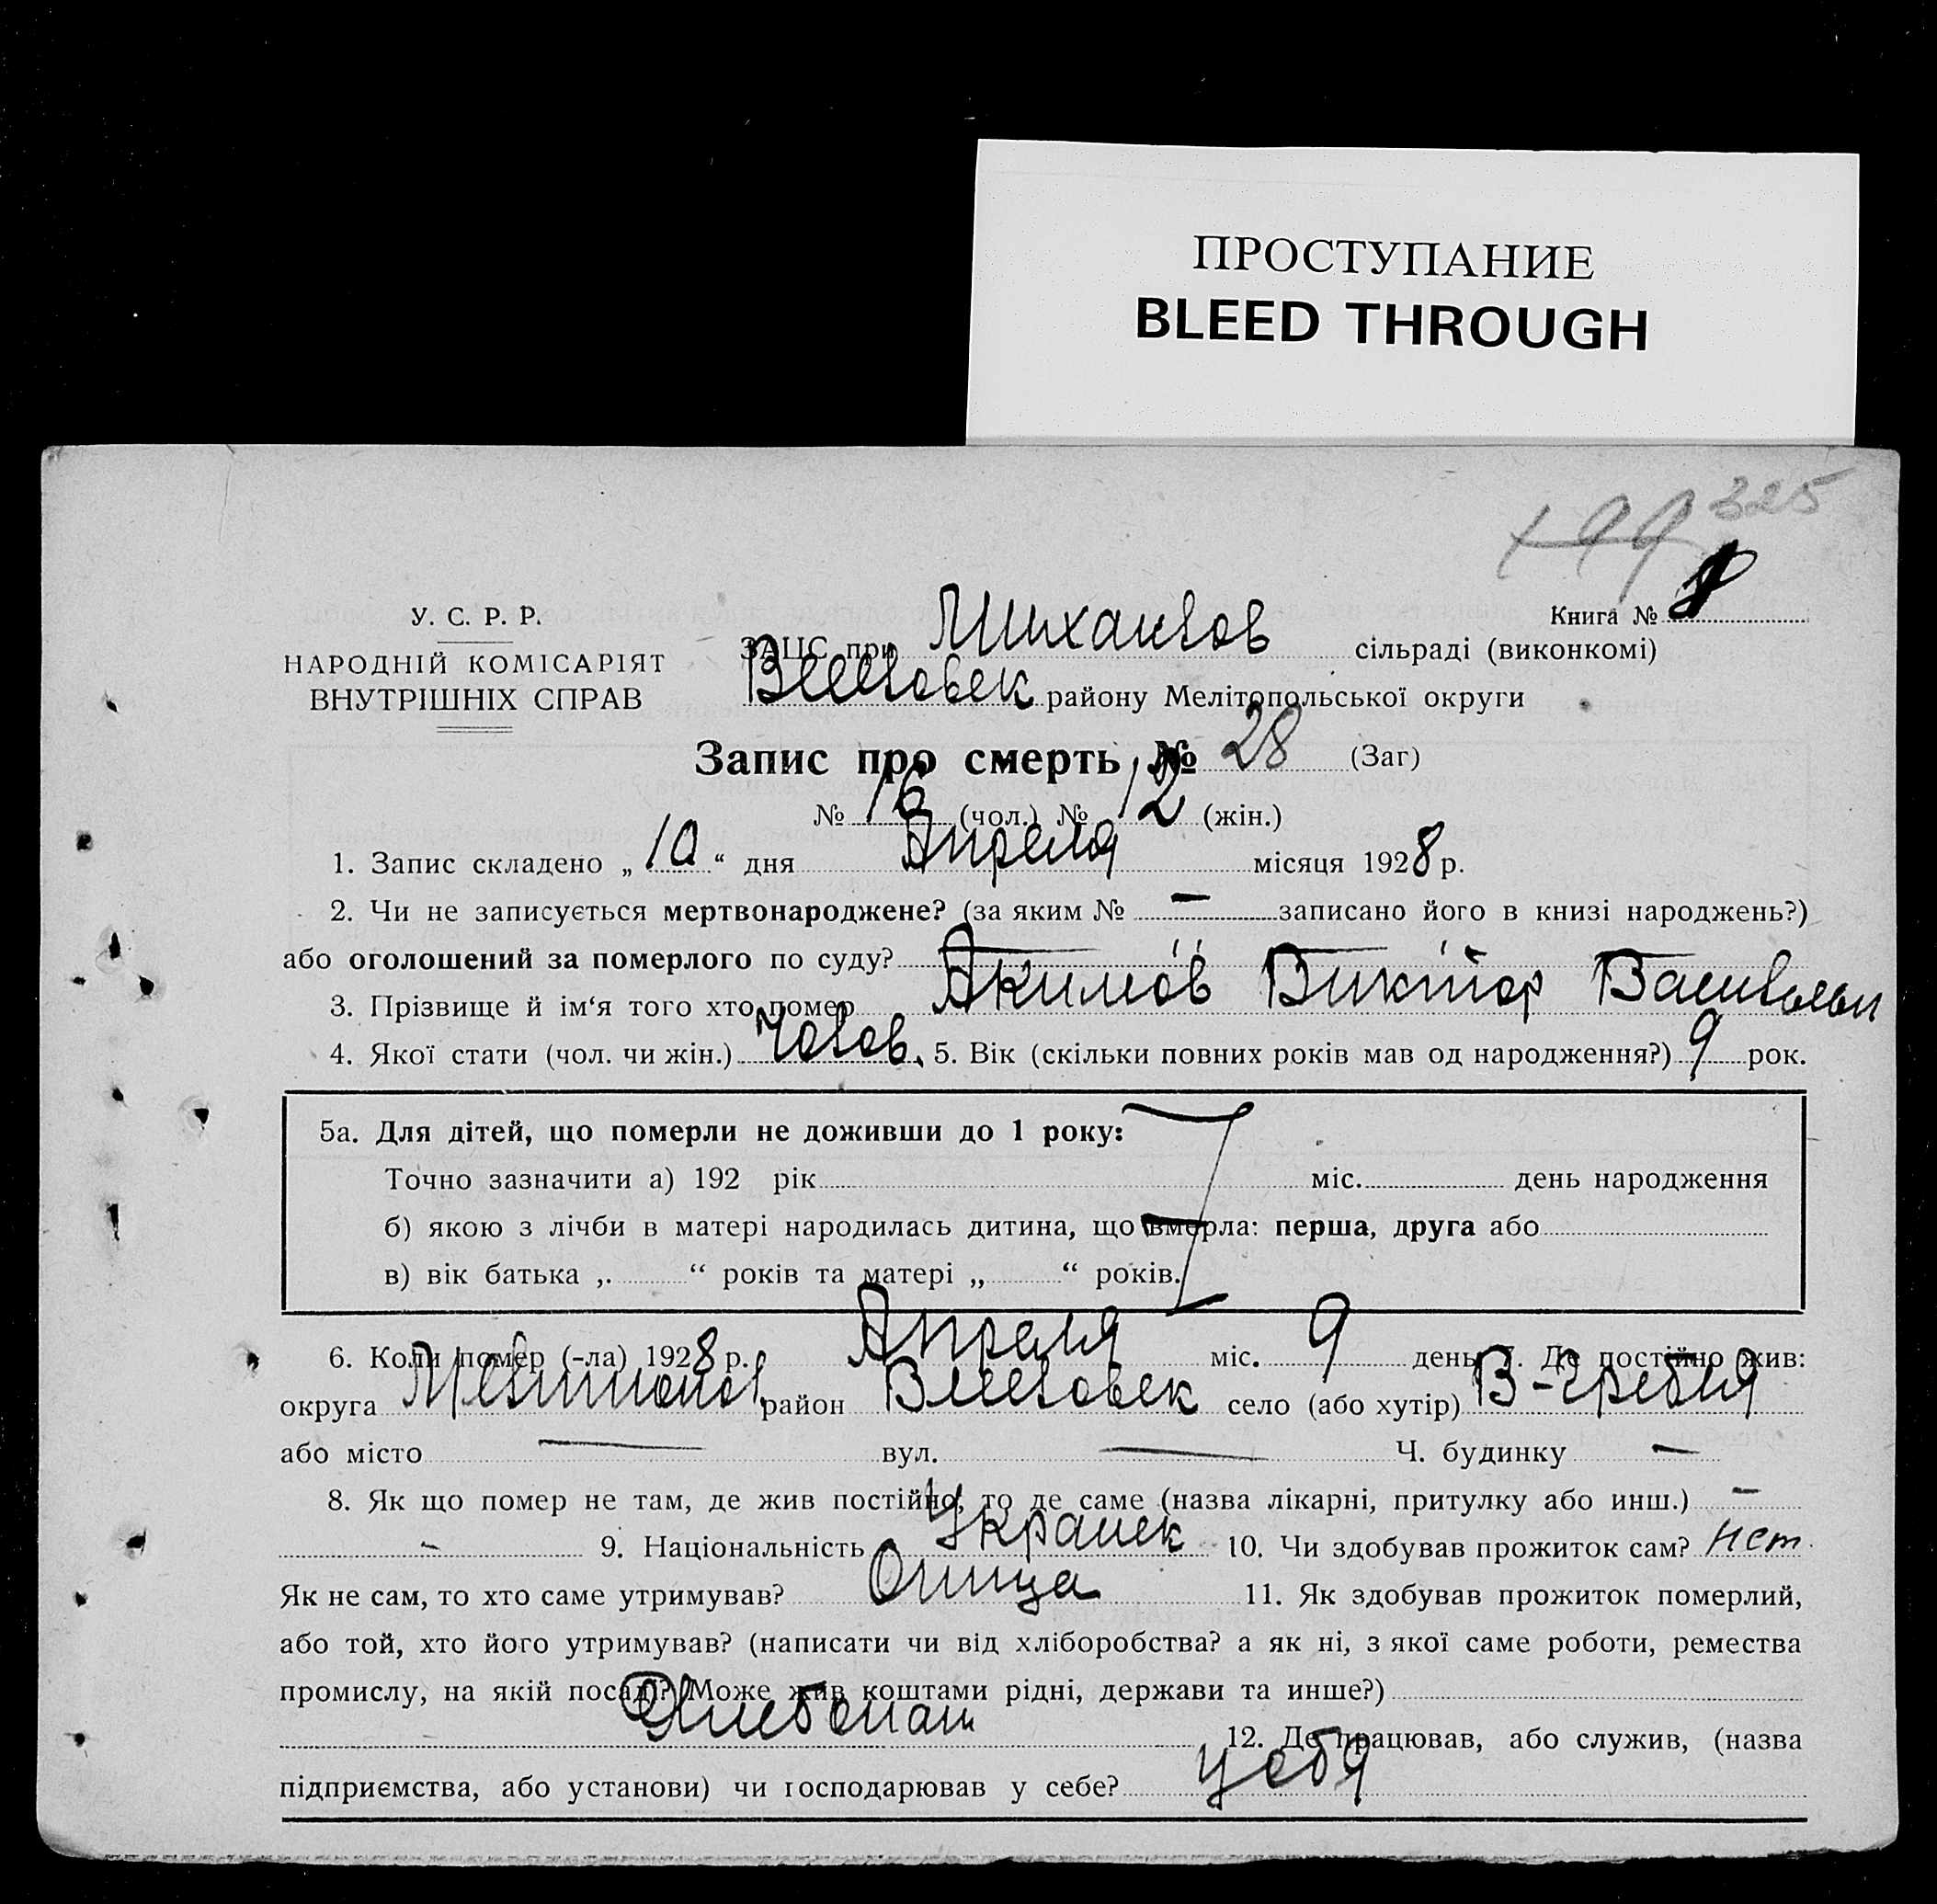 ПРОСТУПАНИЕ
BLEED THROUGH
325
199
У. С. Р. Р.
НАРОДНІЙ КОМІСАРІЯТ
ВНУТРІШНІХ СПРАВ
Книга № 8
ЗАЦС при Михайлов сільраді (виконкомі)
Веселовск району Мелітопольської округи
Запис про смерть № 28 (Заг)
№ 16 (чол.) № 12 (жін.)
1. Запис складено „ 10 “ дня Апреля місяця 1928 р.
2. Чи не записується мертвонароджене? (за яким № — записано його в книзі народжень?)
або оголошений за померлого по суду?
3. Прізвище й ім‘я того хто помер Акимов Виктор Васильев
4. Якої стати (чол. чи жін.) Чолов. 5. Вік (скільки повних років мав од народження?) 9 рок.
5а. Для дітей, що померли не доживши до 1 року:
Точно зазначити а) 192 рік міс. день народження
б) якою з лічби в матері народилась дитина, що вмерла: перша, друга або
в) вік батька „ “ років та матері „ “ років.
6. Коли помер (-ла) 1928 р. Апреля міс. 9 день 7. Де постійно жив:
округа Мелитопол район Веселовск село (або хутір)
або місто — вул. — Ч. будинку —
8. Як що помер не там, де жив постійно, то де саме (назва лікарні, притулку або инш.) —
- 9. Національність Украинек 10. Чи здобував прожиток сам? нет.
Як не сам, то хто саме утримував? Отца 11. Як здобував прожиток померлий,
або той, хто його утримував? (написати чи від хліборобства? а як ні, з якої саме роботи, ремества
промислу, на якій посаді? Може жив коштами рідні, держави та инше?)
Хлебопаш 12. Де працював, або служив, (назва
підприємства, або установи) чи господарював у себе? у себя